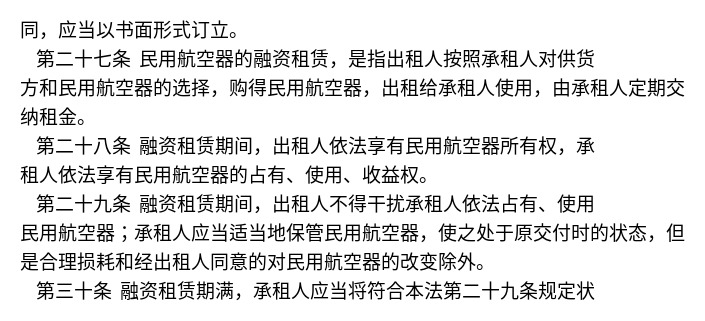 同，应当以书面形式订立。
第二十七条 民用航空器的融资租赁，是指出租人按照承租人对供货
方和民用航空器的选择，购得民用航空器，出租给承租人使用，由承租人定期交
纳租金。
第二十八条 融资租赁期间，出租人依法享有民用航空器所有权，承
租人依法享有民用航空器的占有、使用、收益权。
第二十九条 融资租赁期间，出租人不得干扰承租人依法占有、使用
民用航空器；承租人应当适当地保管民用航空器，使之处于原交付时的状态，但
是合理损耗和经出租人同意的对民用航空器的改变除外。
第三十条 融资租赁期满，承租人应当将符合本法第二十九条规定状